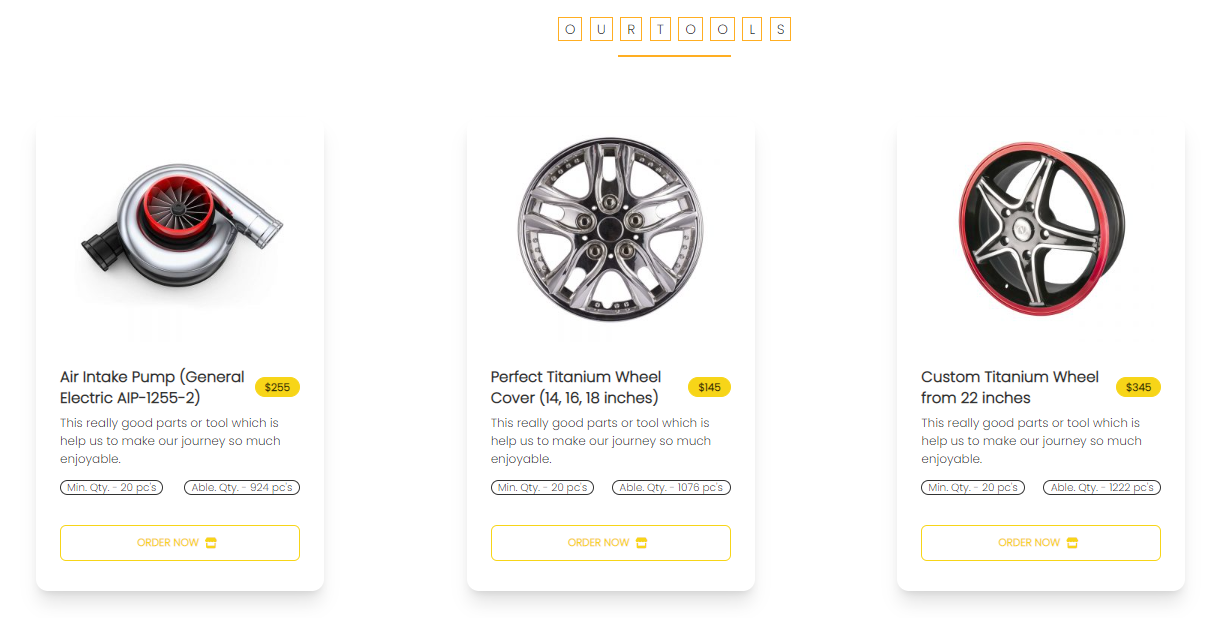 O U R T O O L S
Air Intake Pump (General
Electric AIP-1255-2)
$255
This really good parts or tool which is
help us to make our journey so much
enjoyable.
Min. Qty. - 20 pc's
Able. Qty. - 924 pc's
ORDER NOW
Perfect Titanium Wheel
Cover (14, 16, 18 inches)
$145
This really good parts or tool which is
help us to make our journey so much
enjoyable.
Min. Qty. - 20 pc's
Able. Qty. - 1076 pc's
ORDER NOW
Custom Titanium Wheel
from 22 inches
$345
This really good parts or tool which is
help us to make our journey so much
enjoyable.
Min. Qty. - 20 pc's
Able. Qty. - 1222 pc's
ORDER NOW